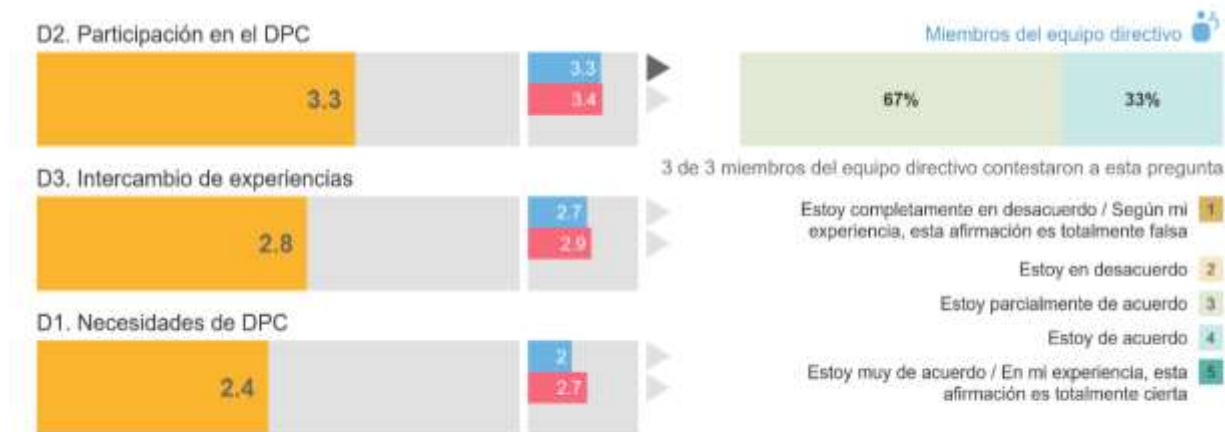 D2. Participación en el DPC
3.3
3.3
3.4
D3. Intercambio de experiencias
2.8
2.7
2.9
D1. Necesidades de DPC
2.4
2
2.7
Miembros del equipo directivo
67%
33%
3 de 3 miembros del equipo directivo contestaron a esta pregunta
Estoy completamente en desacuerdo / Según mi
experiencia, esta afirmación es totalmente falsa
1
Estoy en desacuerdo 2
Estoy parcialmente de acuerdo 3
Estoy de acuerdo 4
Estoy muy de acuerdo / En mi experiencia, esta
afirmación es totalmente cierta
5